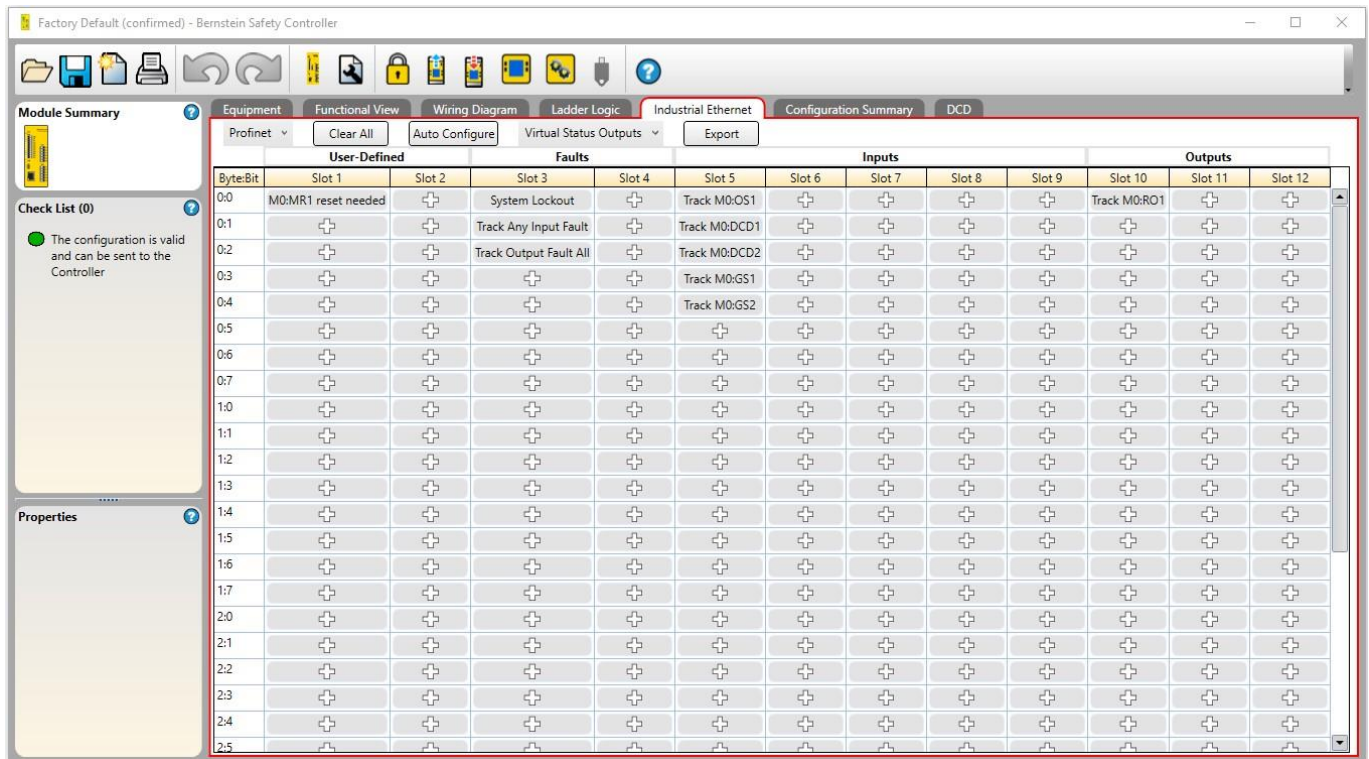 Factory Default (confirmed) - Bernstein Safety Controller
Module Summary
Equipment Functional View Wiring Diagram Ladder Logic Industrial Ethernet Configuration Summary DCD
Profinet Clear All Auto Configure Virtual Status Outputs Export
User-Defined Faults Inputs Outputs
Byte:Bit Slot 1 Slot 2 Slot 3 Slot 4 Slot 5 Slot 6 Slot 7 Slot 8 Slot 9 Slot 10 Slot 11 Slot 12
0:0 M0:MR1 reset needed System Lockout Track M0:OS1 Track M0:RO1
0:1 Track Any Input Fault Track M0:DCD1
0:2 Track Output Fault All Track M0:DCD2
0:3 Track M0:GS1
0:4 Track M0:GS2
0:5
0:6
0:7
1:0
1:1
1:2
1:3
1:4
1:5
1:6
1:7
2:0
2:1
2:2
2:3
2:4
2:5
Check List (0)
The configuration is valid
and can be sent to the
Controller
Properties